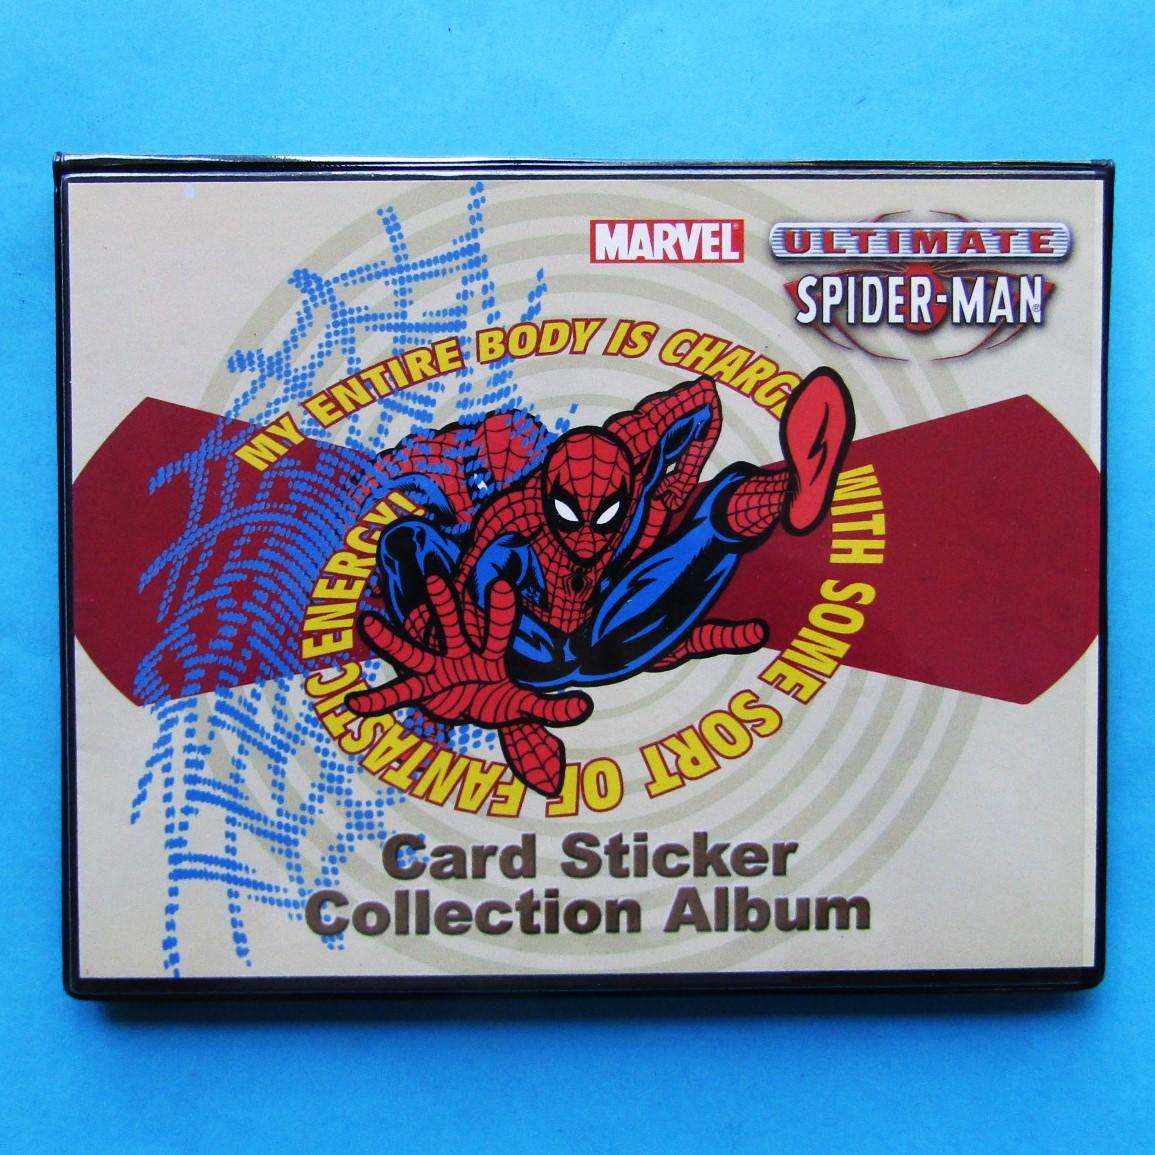 MARVEL
ULTIMATE
SPIDER-MAN
MY ENTIRE BODY IS CHARG
WITH SOME SORT OF FANTASTIC ENERGY!
Card Sticker
Collection Album